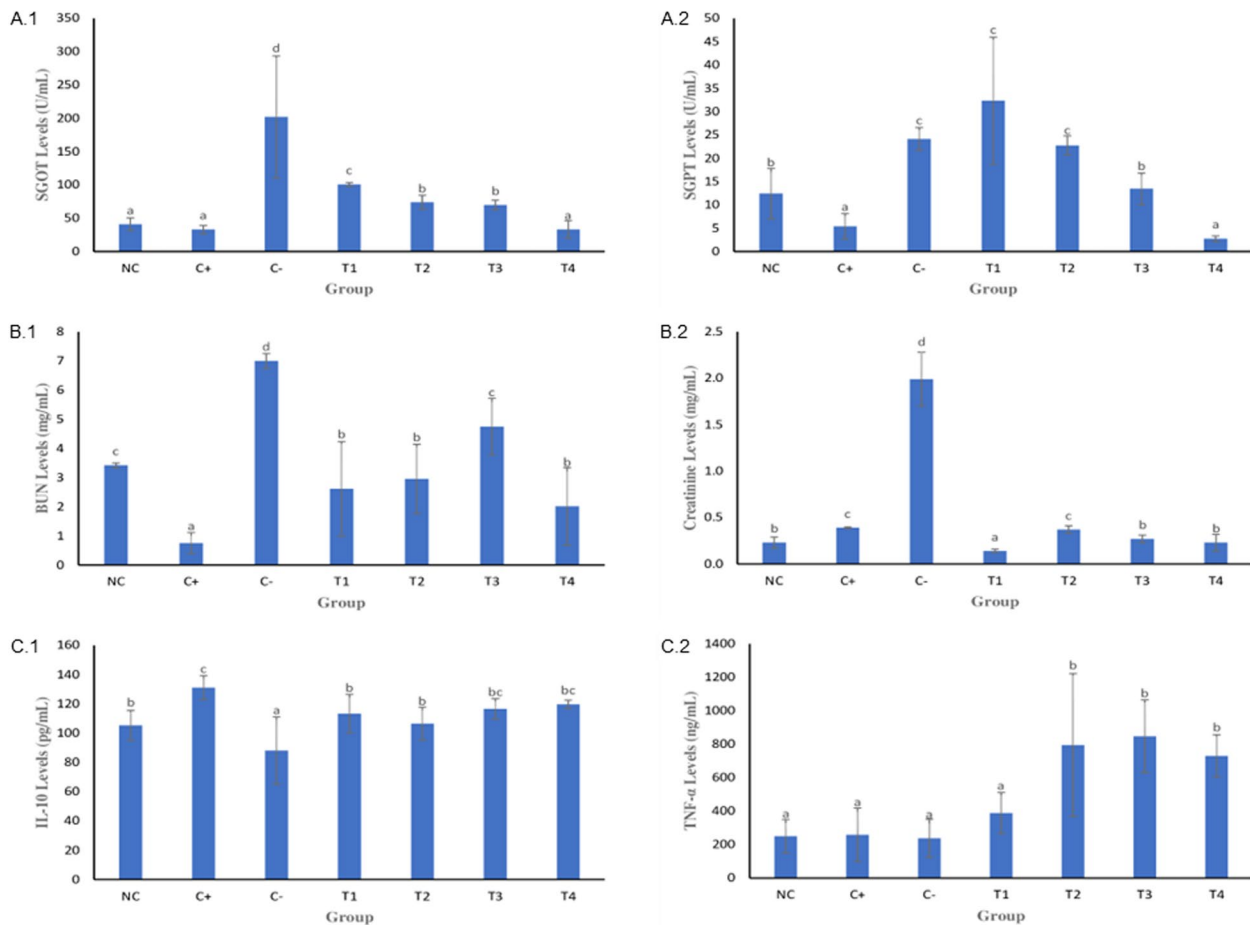 A.1
SGOT Levels (U/mL)
350
300
250
200
150
100
50
0
a
a
d
c
b
b
a
NC C+ C- T1 T2 T3 T4
Group
A.2
SGPT Levels (U/mL)
50
45
40
35
30
25
20
15
10
5
0
b
a
c
c
c
b
a
NC C+ C- T1 T2 T3 T4
Group
B.1
BUN Levels (mg/mL)
8
7
6
5
4
3
2
1
0
c
a
d
b
b
c
b
NC C+ C- T1 T2 T3 T4
Group
B.2
Creatinine Levels (mg/mL)
2.5
2.0
1.5
1.0
0.5
0.0
b
c
d
a
c
b
b
NC C+ C- T1 T2 T3 T4
Group
C.1
IL-10 Levels (pg/mL)
160
140
120
100
80
60
40
20
0
b
c
a
b
b
bc
bc
NC C+ C- T1 T2 T3 T4
Group
C.2
TNF-α Levels (ng/mL)
1400
1200
1000
800
600
400
200
0
a
a
a
a
b
b
b
NC C+ C- T1 T2 T3 T4
Group